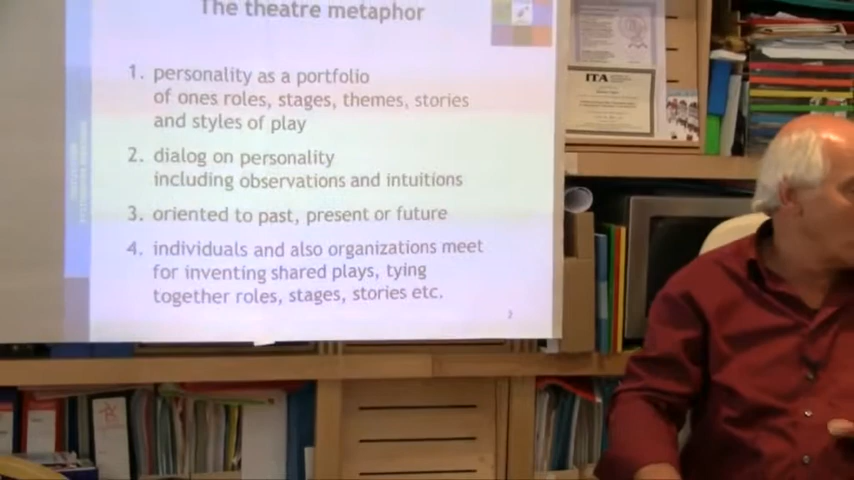 The theatre metaphor
1. personality as a portfolio
of ones roles, stages, themes, stories
and styles of play
2. dialog on personality
including observations and intuitions
3. oriented to past, present or future
4. individuals and also organizations meet
for inventing shared plays, tying
together roles, stages, stories etc.
2
ITA